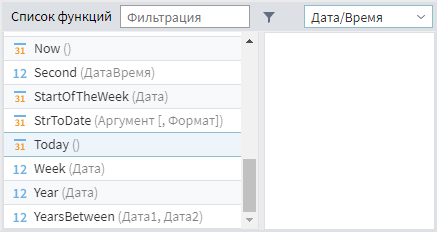 Список функций Фильтрация Дата/Время
31 Now ()
12 Second (ДатаВремя)
31 StartOfTheWeek (Дата)
31 StrToDate (Аргумент [, Формат])
31 Today ()
12 Week (Дата)
12 Year (Дата)
12 YearsBetween (Дата1, Дата2)